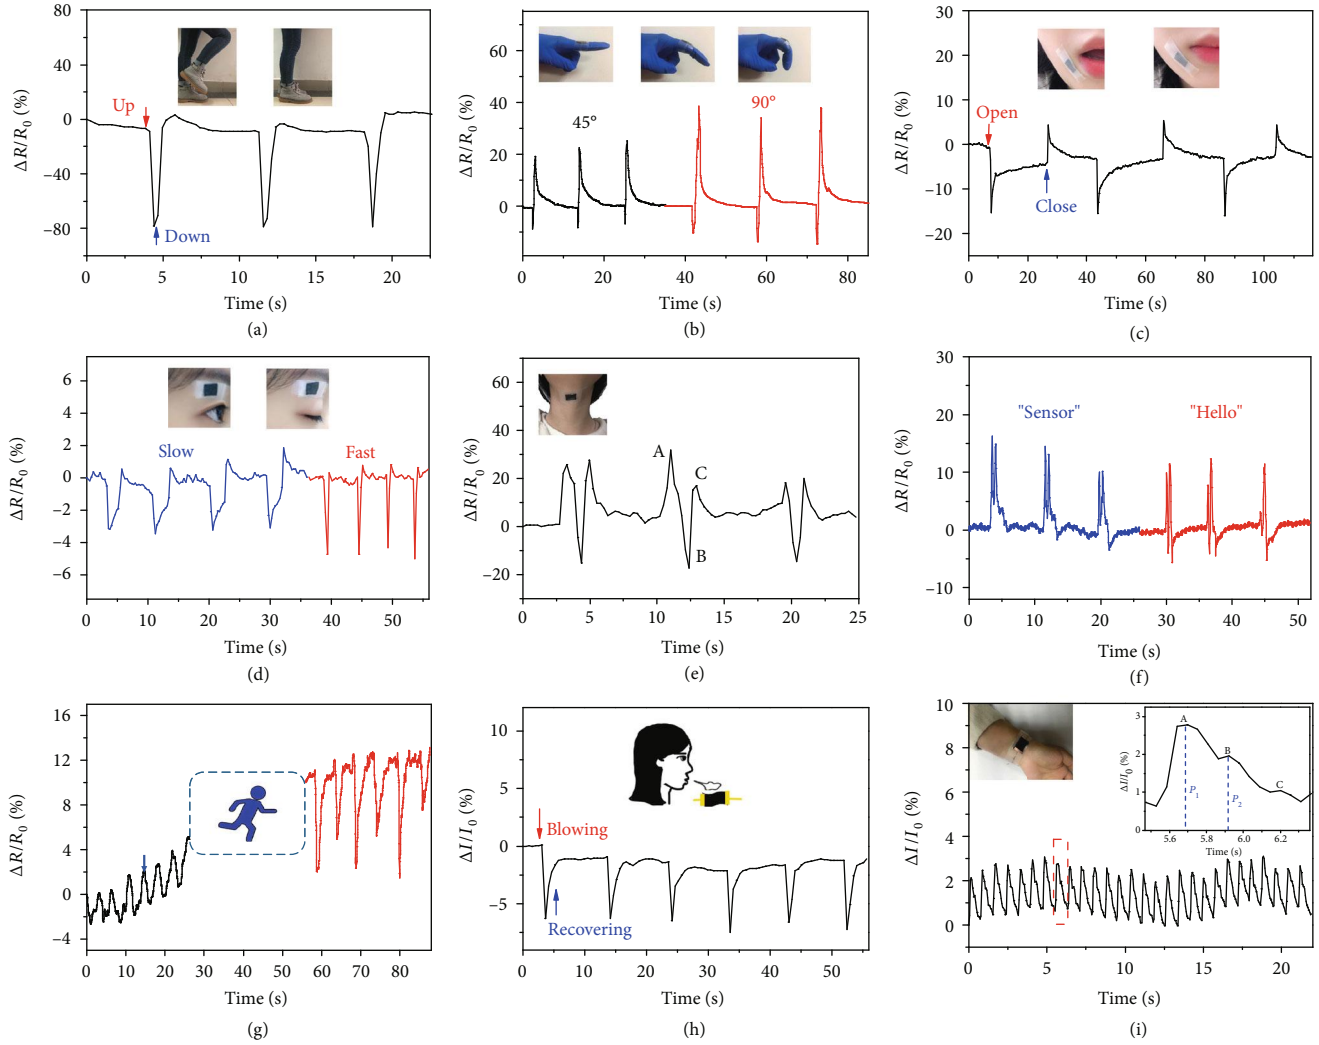 80
40
0
−40
−80
ΔR/R0 (%)
Up
Down
0 5 10 15 20
Time (s)
(a)
60
40
20
0
ΔR/R0 (%)
45°
90°
0 20 40 60 80
Time (s)
(b)
30
20
10
0
−10
−20
ΔR/R0 (%)
Open
Close
0 20 40 60 80 100
Time (s)
(c)
6
4
2
0
−2
−4
−6
ΔR/R0 (%)
Slow
Fast
0 10 20 30 40 50
Time (s)
(d)
60
40
20
0
−20
ΔR/R0 (%)
A
C
B
0 5 10 15 20 25
Time (s)
(e)
30
20
10
0
−10
ΔR/R0 (%)
"Sensor"
"Hello"
0 10 20 30 40 50
Time (s)
(f)
16
12
8
4
0
−4
ΔR/R0 (%)
0 10 20 30 40 50 60 70 80
Time (s)
(g)
10
5
0
−5
ΔI/I0 (%)
Blowing
Recovering
0 10 20 30 40 50
Time (s)
(h)
10
8
6
4
2
0
ΔI/I0 (%)
3
2
1
0
ΔI/I0 (%)
A
B
C
P1
P2
5.6 5.8 6.0 6.2
Time (s)
0 5 10 15 20
Time (s)
(i)